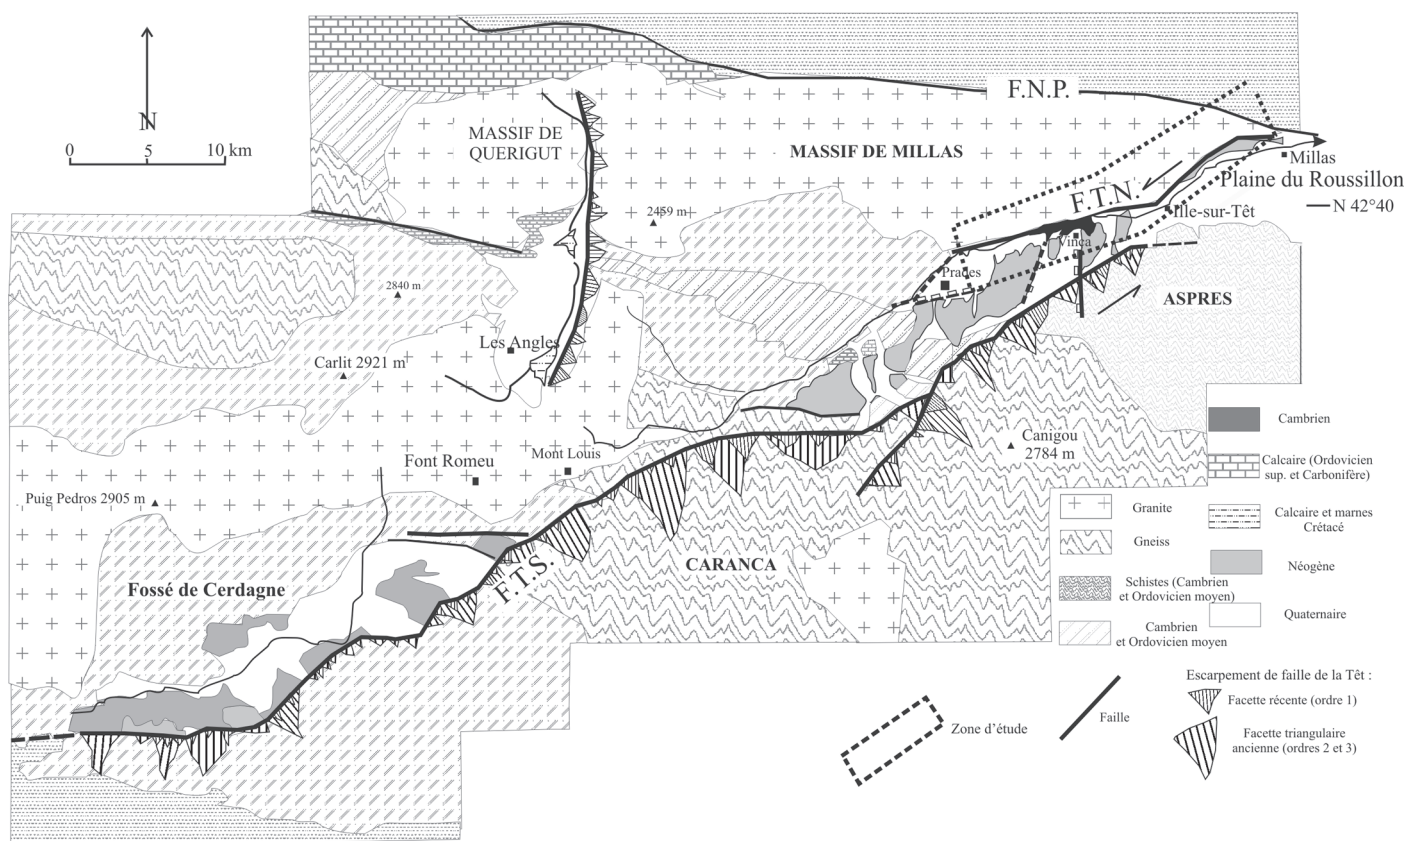 N
0 5 10 km
F.N.P.
MASSIF DE
QUERIGUT
MASSIF DE MILLAS
Millas
Plaine du Roussillon
N 42°40
F.T.N.
Ille-sur-Têt
2459 m
Vinça
Prades
2840 m
ASPRES
Les Angles
Carlit 2921 m
Canigou
2784 m
Mont Louis
Font Romeu
Puig Pedros 2905 m
CARANCA
F.T.S.
Fossé de Cerdagne
Cambrien
Calcaire (Ordovicien
sup. et Carbonifère)
Granite
Calcaire et marnes
Crétacé
Gneiss
Néogène
Schistes (Cambrien
et Ordovicien moyen)
Quaternaire
Cambrien
et Ordovicien moyen
Escarpement de faille de la Têt :
Facette récente (ordre 1)
Facette triangulaire
ancienne (ordres 2 et 3)
Zone d'étude
Faille